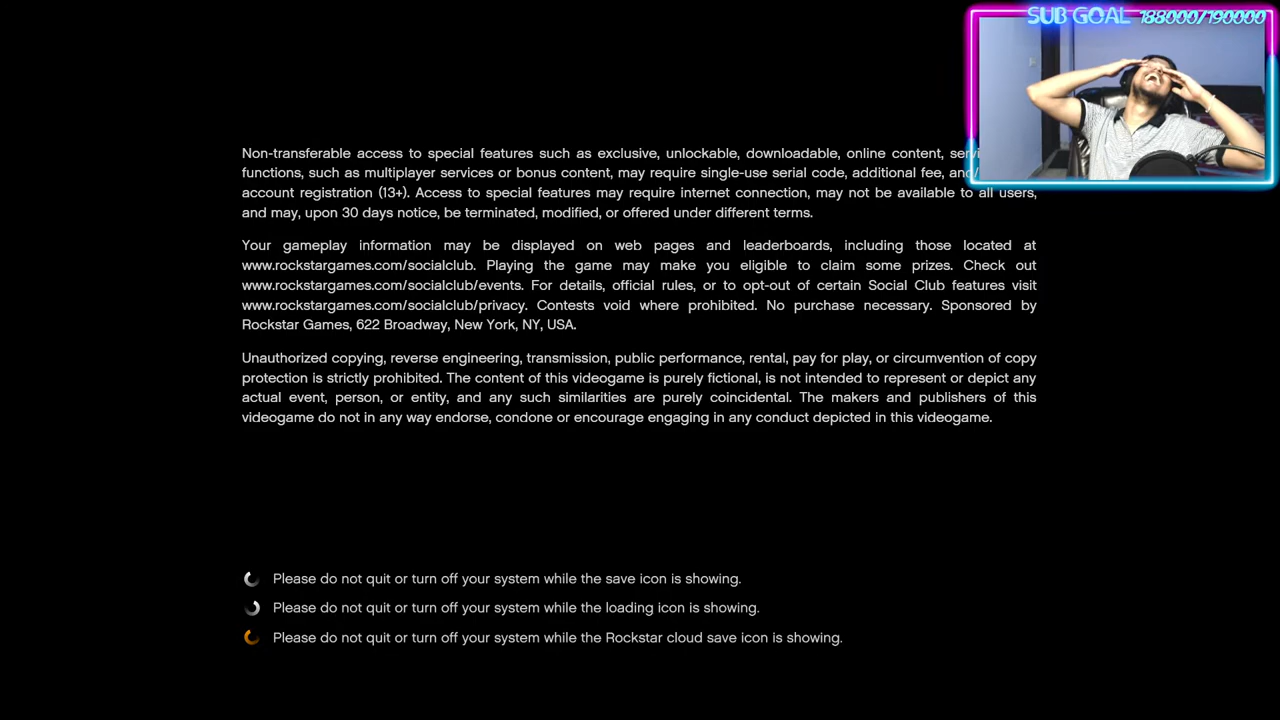 SUB GOAL 188000/190000
Non-transferable access to special features such as exclusive, unlockable, downloadable, online content,
functions, such as multiplayer services or bonus content, may require single-use serial code, additional fee,
account registration (13+). Access to special features may require internet connection, may not be available to all users,
and may, upon 30 days notice, be terminated, modified, or offered under different terms.
Your gameplay information may be displayed on web pages and leaderboards, including those located at
www.rockstargames.com/socialclub. Playing the game may make you eligible to claim some prizes. Check out
www.rockstargames.com/socialclub/events. For details, official rules, or to opt-out of certain Social Club features visit
www.rockstargames.com/socialclub/privacy. Contests void where prohibited. No purchase necessary. Sponsored by
Rockstar Games, 622 Broadway, New York, NY, USA.
Unauthorized copying, reverse engineering, transmission, public performance, rental, pay for play, or circumvention of copy
protection is strictly prohibited. The content of this videogame is purely fictional, is not intended to represent or depict any
actual event, person, or entity, and any such similarities are purely coincidental. The makers and publishers of this
videogame do not in any way endorse, condone or encourage engaging in any conduct depicted in this videogame.
Please do not quit or turn off your system while the save icon is showing.
Please do not quit or turn off your system while the loading icon is showing.
Please do not quit or turn off your system while the Rockstar cloud save icon is showing.